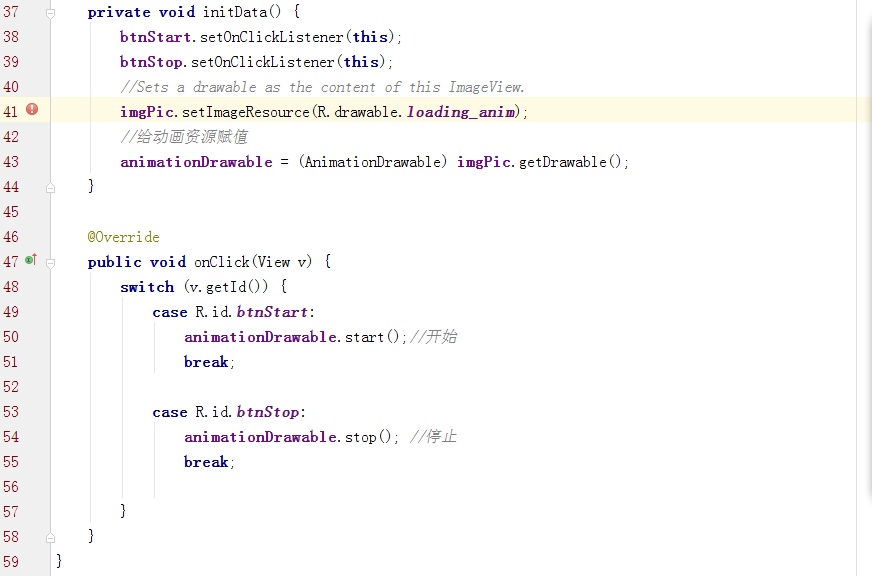 37 private void initData() {
38 btnStart.setOnClickListener(this);
39 btnStop.setOnClickListener(this);
40 //Sets a drawable as the content of this ImageView.
41 imgPic.setImageResource(R.drawable.loading_anim);
42 //给动画资源赋值
43 animationDrawable = (AnimationDrawable) imgPic.getDrawable();
44 }
45
46 @Override
47 public void onClick(View v) {
48 switch (v.getId()) {
49 case R.id.btnStart:
50 animationDrawable.start();//开始
51 break;
52
53 case R.id.btnStop:
54 animationDrawable.stop(); //停止
55 break;
56
57 }
58 }
59 }